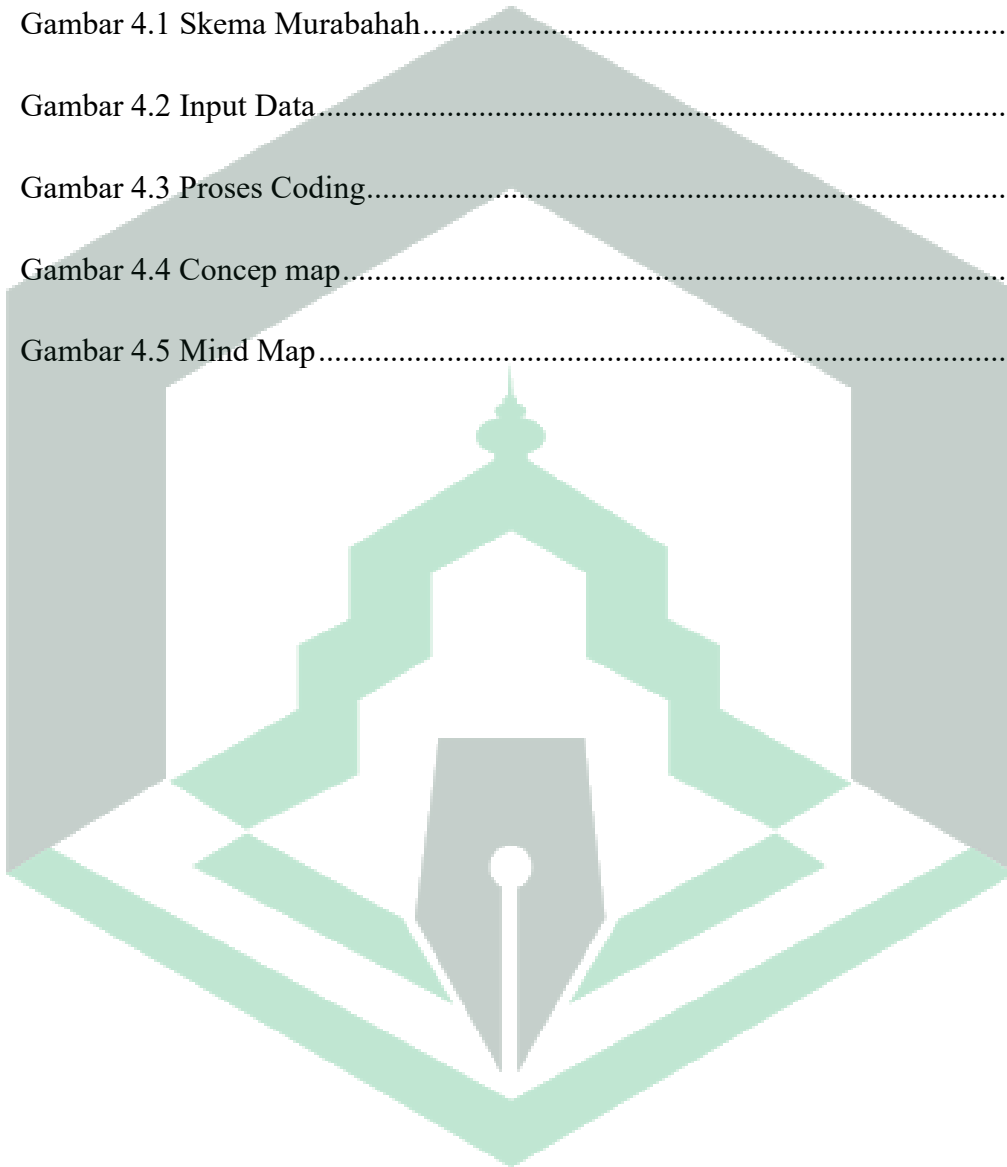 Gambar 4.1 Skema Murabahah................................................................
Gambar 4.2 Input Data............................................................................
Gambar 4.3 Proses Coding......................................................................
Gambar 4.4 Concep map.........................................................................
Gambar 4.5 Mind Map............................................................................